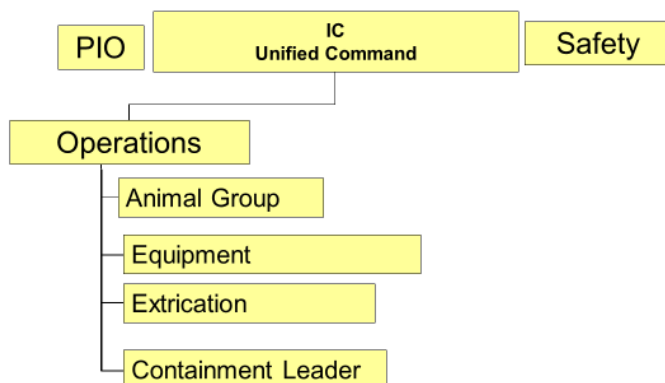 PIO
IC
Unified Command
Safety
Operations
Animal Group
Equipment
Extrication
Containment Leader